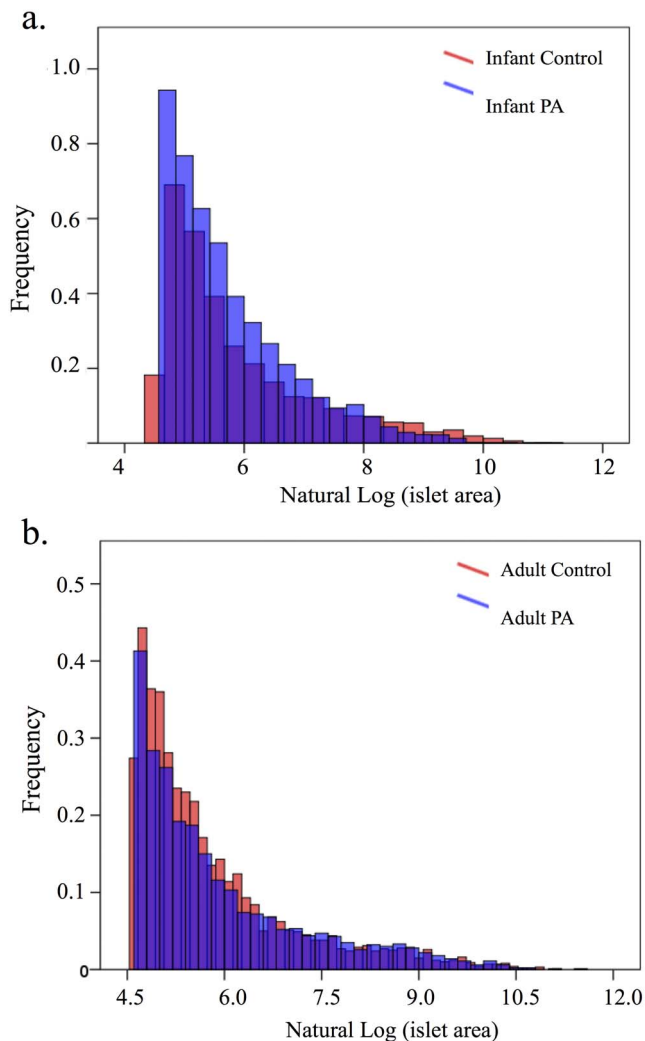 a.
Infant Control
Infant PA
1.0
0.8
0.6
0.4
0.2
Frequency
4 6 8 10 12
Natural Log (islet area)
b.
Adult Control
Adult PA
0.5
0.4
0.3
0.2
0.1
0
Frequency
4.5 6.0 7.5 9.0 10.5 12.0
Natural Log (islet area)